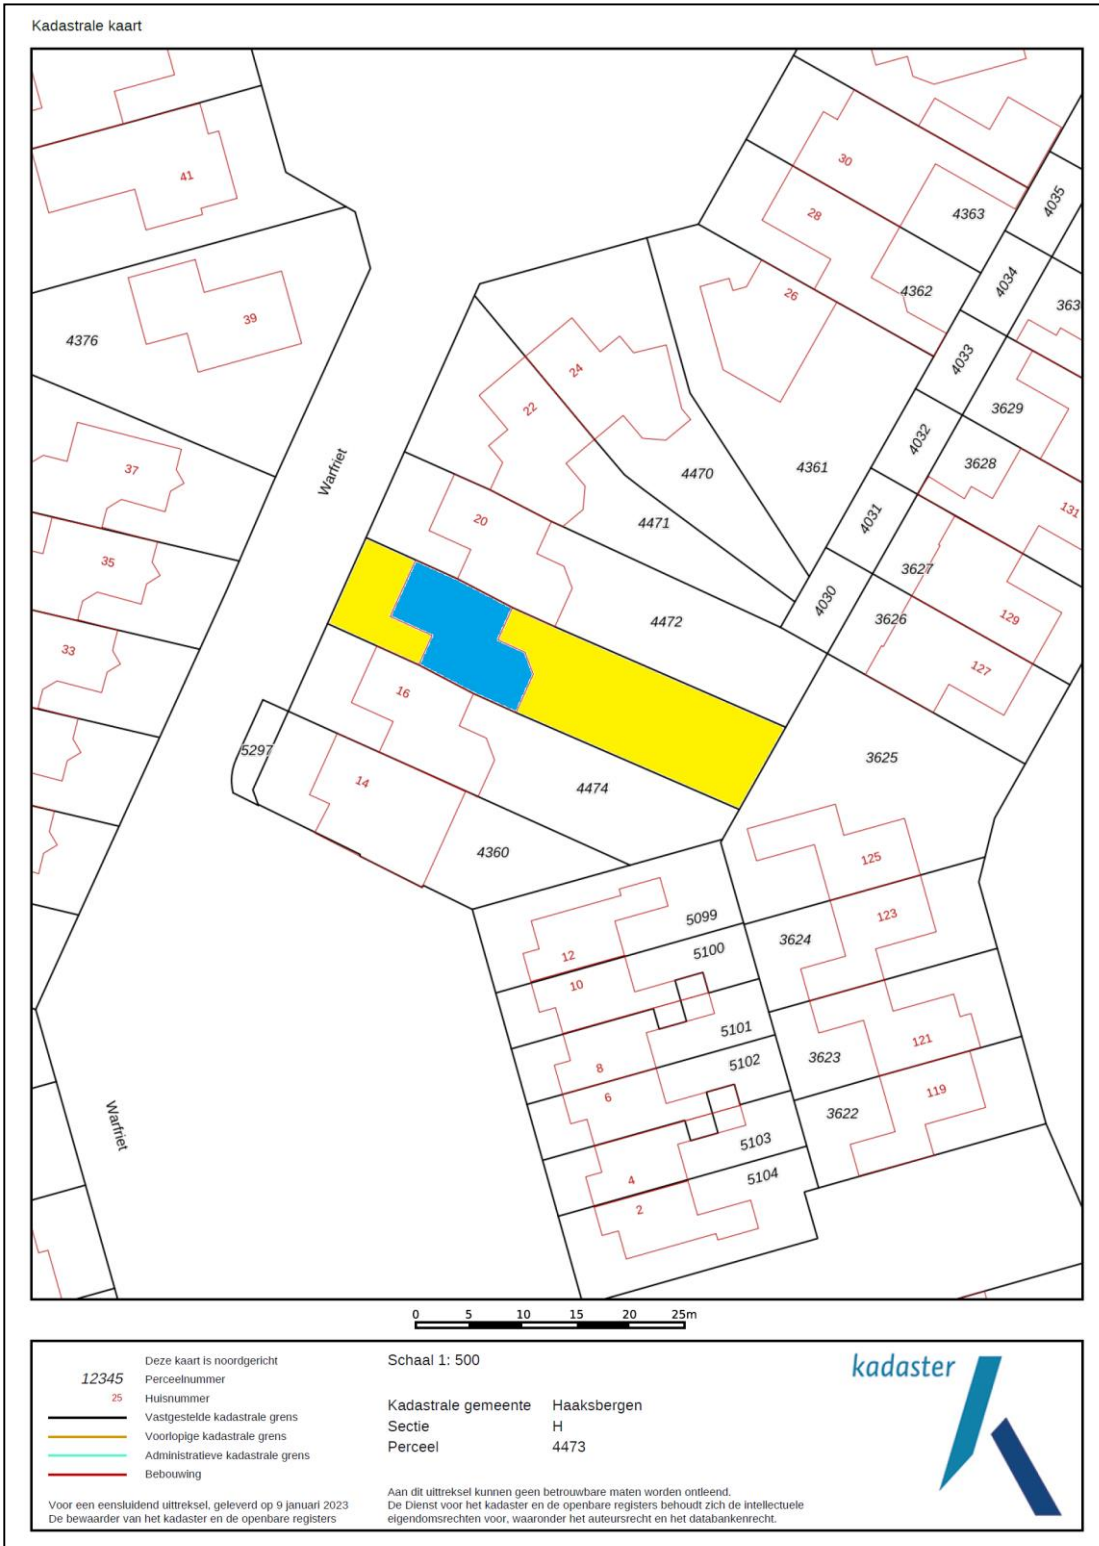 Kadastrale kaart
41
30
28
4363
4035
39
26
4362
4034
363
4376
24
22
4033
3629
4032
37
Warfriet
4470
4361
3628
131
20
4471
4031
35
3627
4030
129
4472
3626
33
127
16
5297
3625
14
4474
125
4360
5099
123
12
5100
3624
10
5101
121
8
5102
3623
6
119
3622
Warfriet
5103
4
5104
2
0 5 10 15 20 25m
Deze kaart is noordgericht
12345 Perceelnummer
25 Huisnummer
Vastgestelde kadastrale grens
Voorlopige kadastrale grens
Administratieve kadastrale grens
Bebouwing
Voor een eensluidend uittreksel, geleverd op 9 januari 2023
De bewaarder van het kadaster en de openbare registers
Schaal 1: 500
Kadastrale gemeente Haaksbergen
Sectie H
Perceel 4473
Aan dit uittreksel kunnen geen betrouwbare maten worden ontleend.
De Dienst voor het kadaster en de openbare registers behoudt zich de intellectuele
eigendomsrechten voor, waaronder het auteursrecht en het databankenrecht.
kadaster